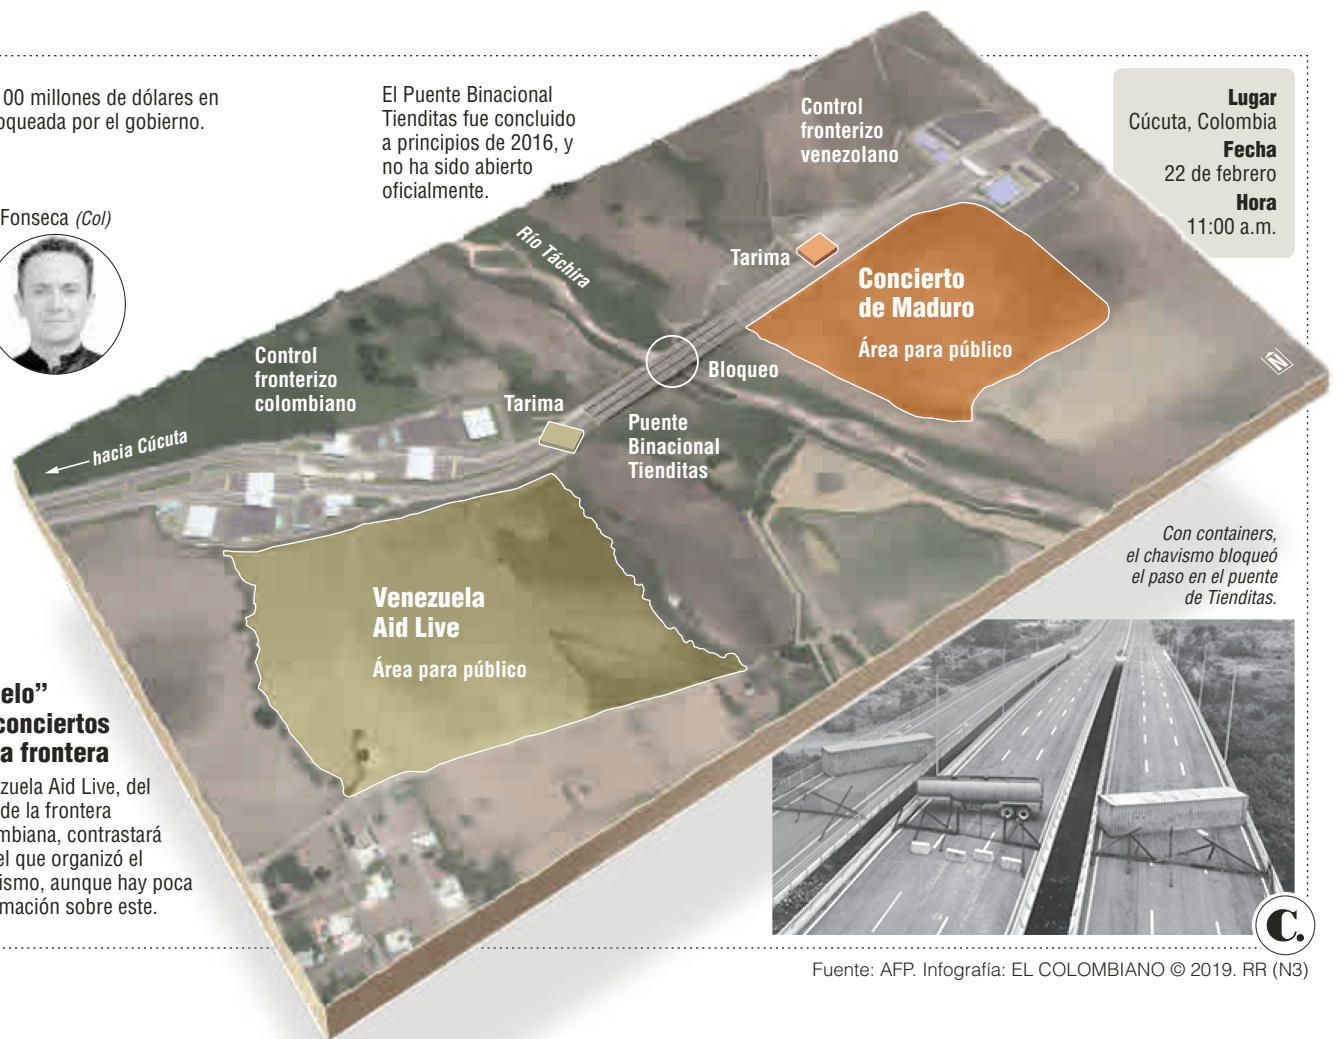 00 millones de dólares en
oqueada por el gobierno.
Fonseca (Col)
El Puente Binacional
Tienditas fue concluido
a principios de 2016, y
no ha sido abierto
oficialmente.
Control
fronterizo
venezolano
Lugar
Cúcuta, Colombia
Fecha
22 de febrero
Hora
11:00 a.m.
Río Táchira
Tarima
Concierto
de Maduro
Área para público
Control
fronterizo
colombiano
Tarima
Bloqueo
Puente
Binacional
Tienditas
N
hacia Cúcuta
Venezuela
Aid Live
Área para público
Con containers,
el chavismo bloqueó
el paso en el puente
de Tienditas.
elo”
conciertos
a frontera
zuela Aid Live, del
de la frontera
mbiana, contrastará
el que organizó el
ismo, aunque hay poca
mación sobre este.
C.
Fuente: AFP. Infografía: EL COLOMBIANO © 2019. RR (N3)